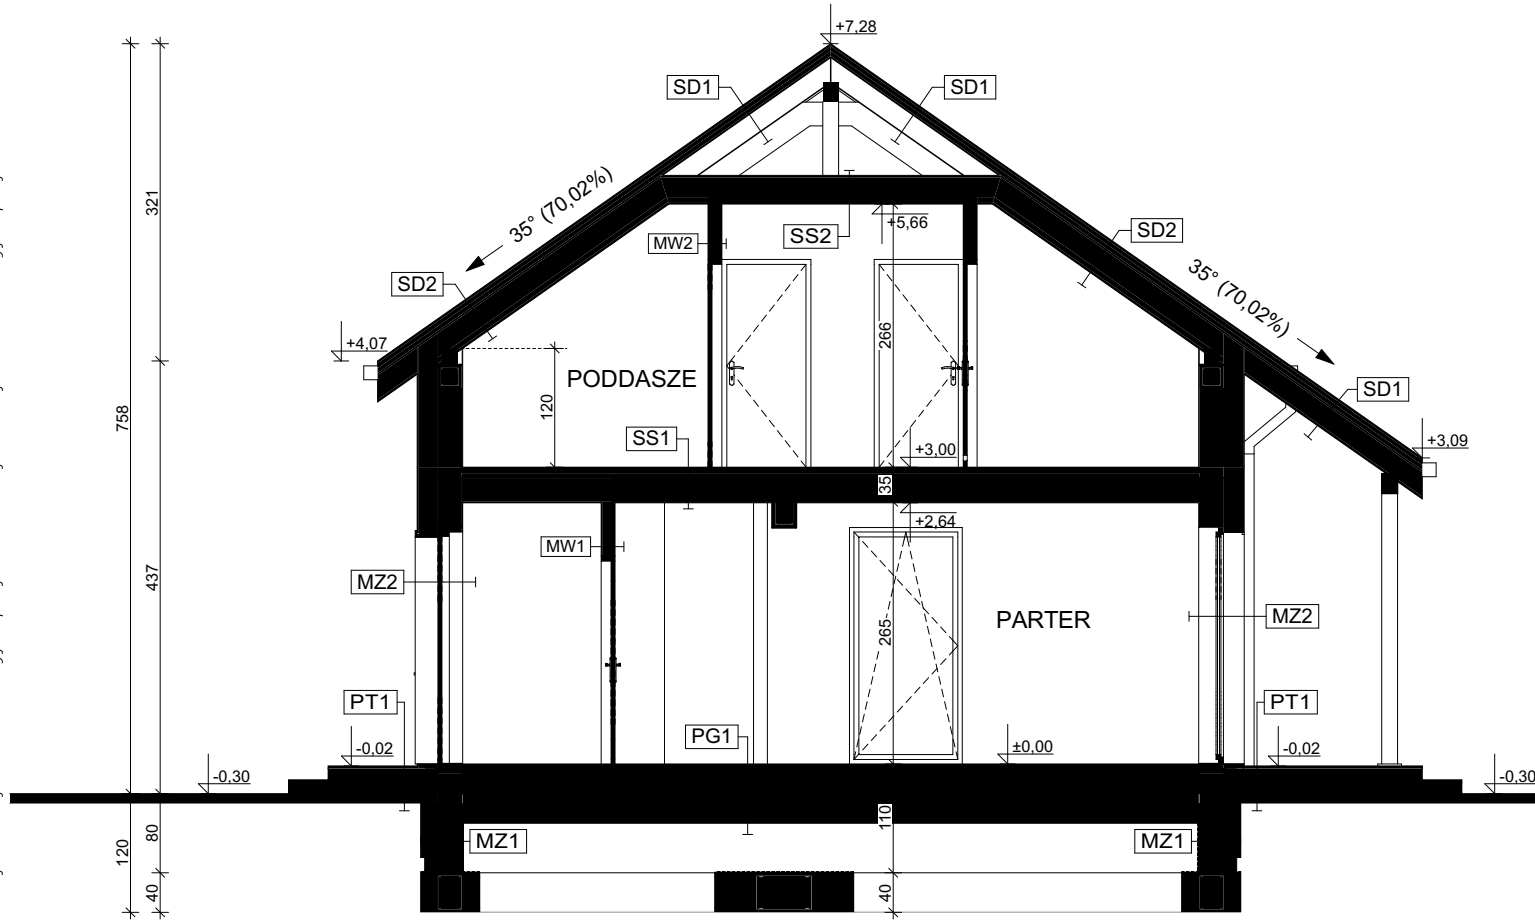 +7,28
SD1
SD1
35° (70,02%)
321
MW2
SS2
+5,66
SD2
SD2
35° (70,02%)
+4,07
266
PODDASZE
120
SD1
758
SS1
+3,00
+3,09
35
+2,64
MW1
MZ2
437
PARTER
MZ2
265
PT1
PT1
PG1
-0,02
±0,00
-0,02
-0,30
-0,30
110
80
120
MZ1
MZ1
40
40